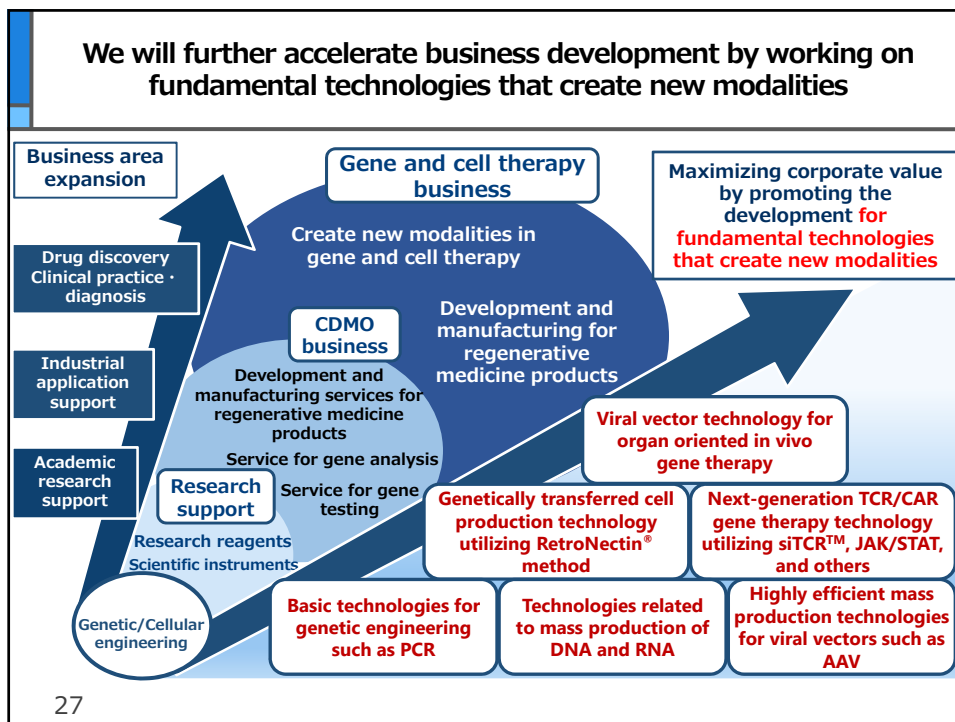 We will further accelerate business development by working on
fundamental technologies that create new modalities
Business area
expansion
Gene and cell therapy
business
Maximizing corporate value
by promoting the
development for
fundamental technologies
that create new modalities
Create new modalities in
gene and cell therapy
Drug discovery
Clinical practice・
diagnosis
Development and
manufacturing for
regenerative
medicine products
CDMO
business
Industrial
application
support
Development and
manufacturing services for
regenerative medicine
products
Service for gene analysis
Service for gene
testing
Academic
research
support
Research
support
Research reagents
Scientific instruments
Genetic/Cellular
engineering
Viral vector technology for
organ oriented in vivo
gene therapy
Genetically transferred cell
production technology
utilizing RetroNectin®
method
Next-generation TCR/CAR
gene therapy technology
utilizing siTCR™, JAK/STAT,
and others
Basic technologies for
genetic engineering
such as PCR
Technologies related
to mass production of
DNA and RNA
Highly efficient mass
production technologies
for viral vectors such as
AAV
27